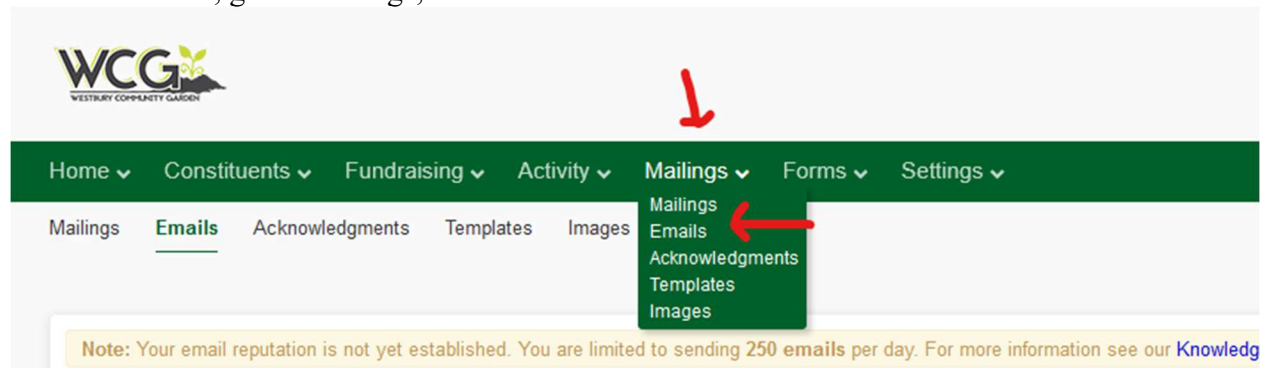 WCG
WESTBURY COMMUNITY GARDEN
Home Constituents Fundraising Activity Mailings Forms Settings
Mailings Emails Acknowledgments Templates Images
Mailings
Emails
Acknowledgments
Templates
Images
Note: Your email reputation is not yet established. You are limited to sending 250 emails per day. For more information see our Knowledg